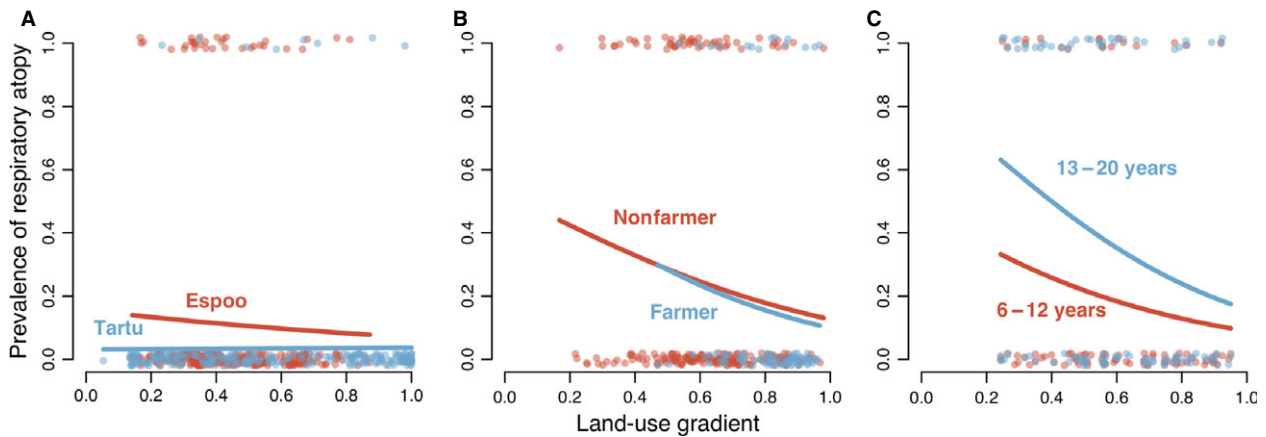 A
B
C
Prevalence of respiratory atopy
1.0
0.8
0.6
0.4
0.2
0.0
Espoo
Tartu
0.0 0.2 0.4 0.6 0.8 1.0
1.0
0.8
0.6
0.4
0.2
0.0
Nonfarmer
Farmer
0.0 0.2 0.4 0.6 0.8 1.0
1.0
0.8
0.6
0.4
0.2
0.0
13–20 years
6–12 years
0.0 0.2 0.4 0.6 0.8 1.0
Land-use gradient